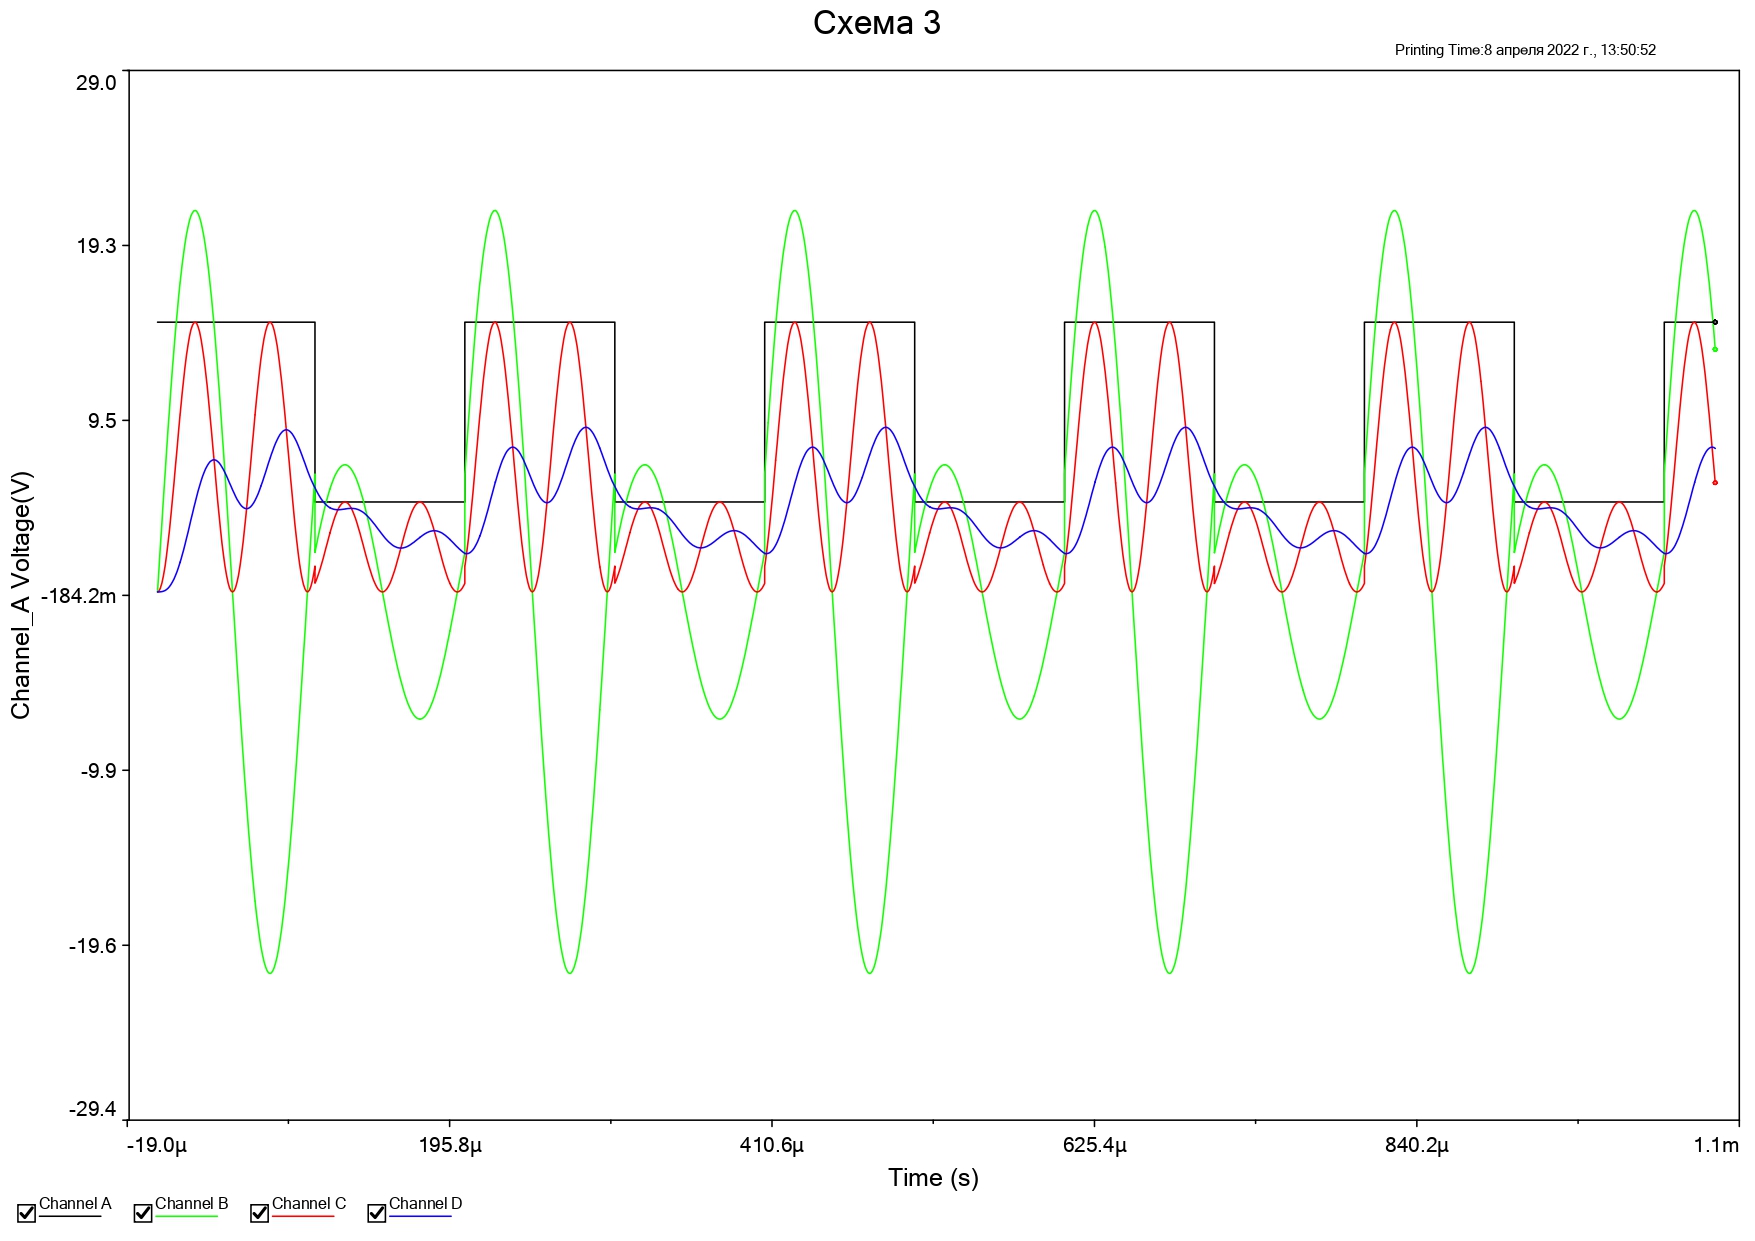 Схема 3
Printing Time:8 апреля 2022 г., 13:50:52
29.0
19.3
9.5
-184.2m
-9.9
-19.6
-29.4
Channel_A Voltage(V)
-19.0µ 195.8µ 410.6µ 625.4µ 840.2µ 1.1m
Time (s)
Channel A Channel B Channel C Channel D